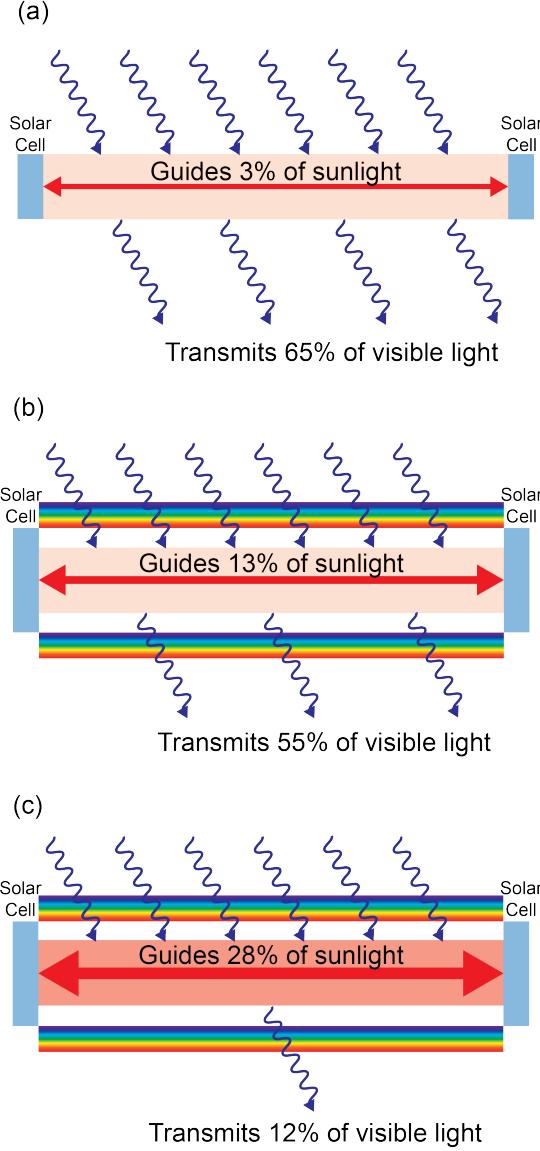 (a)
Solar
Cell
Solar
Cell
Guides 3% of sunlight
Transmits 65% of visible light
(b)
Solar
Cell
Solar
Cell
Guides 13% of sunlight
Transmits 55% of visible light
(c)
Solar
Cell
Solar
Cell
Guides 28% of sunlight
Transmits 12% of visible light